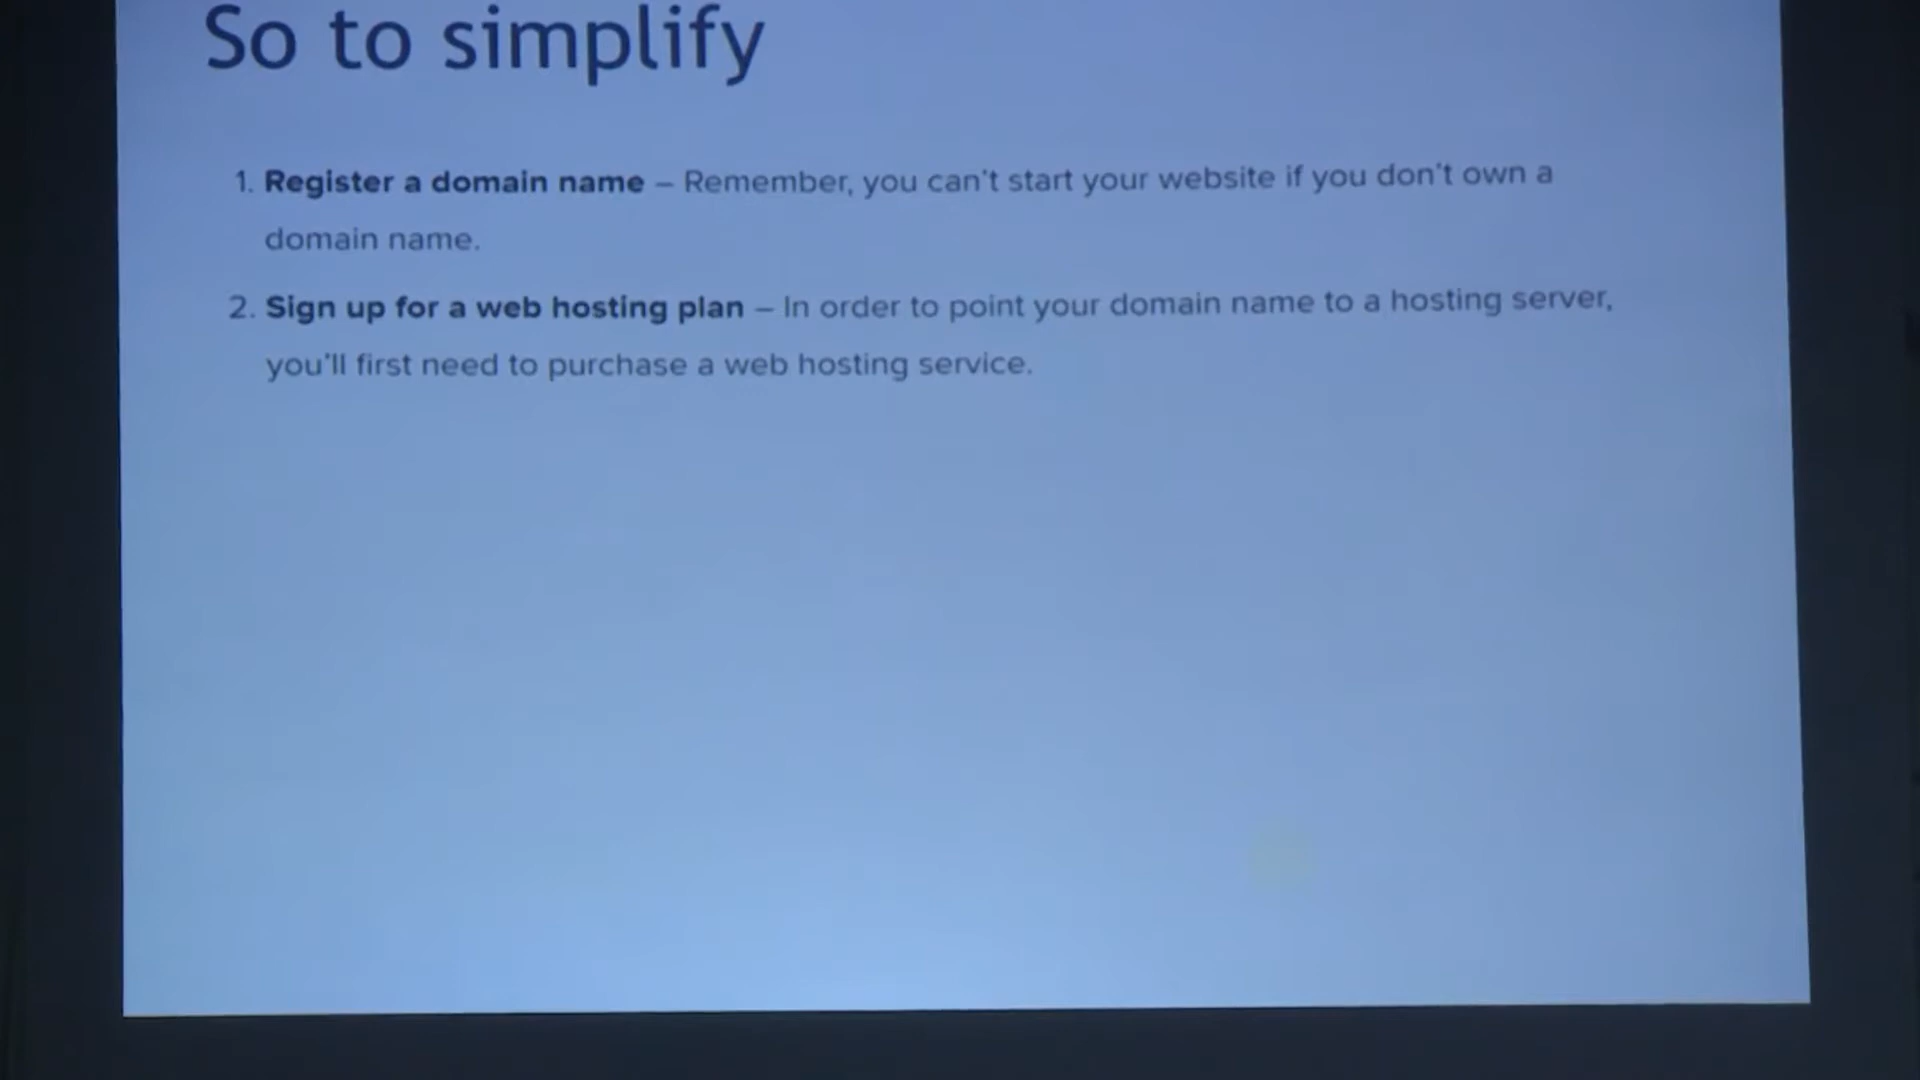 So to simplify
1. Register a domain name – Remember, you can't start your website if you don't own a
domain name.
2. Sign up for a web hosting plan – In order to point your domain name to a hosting server,
you'll first need to purchase a web hosting service.